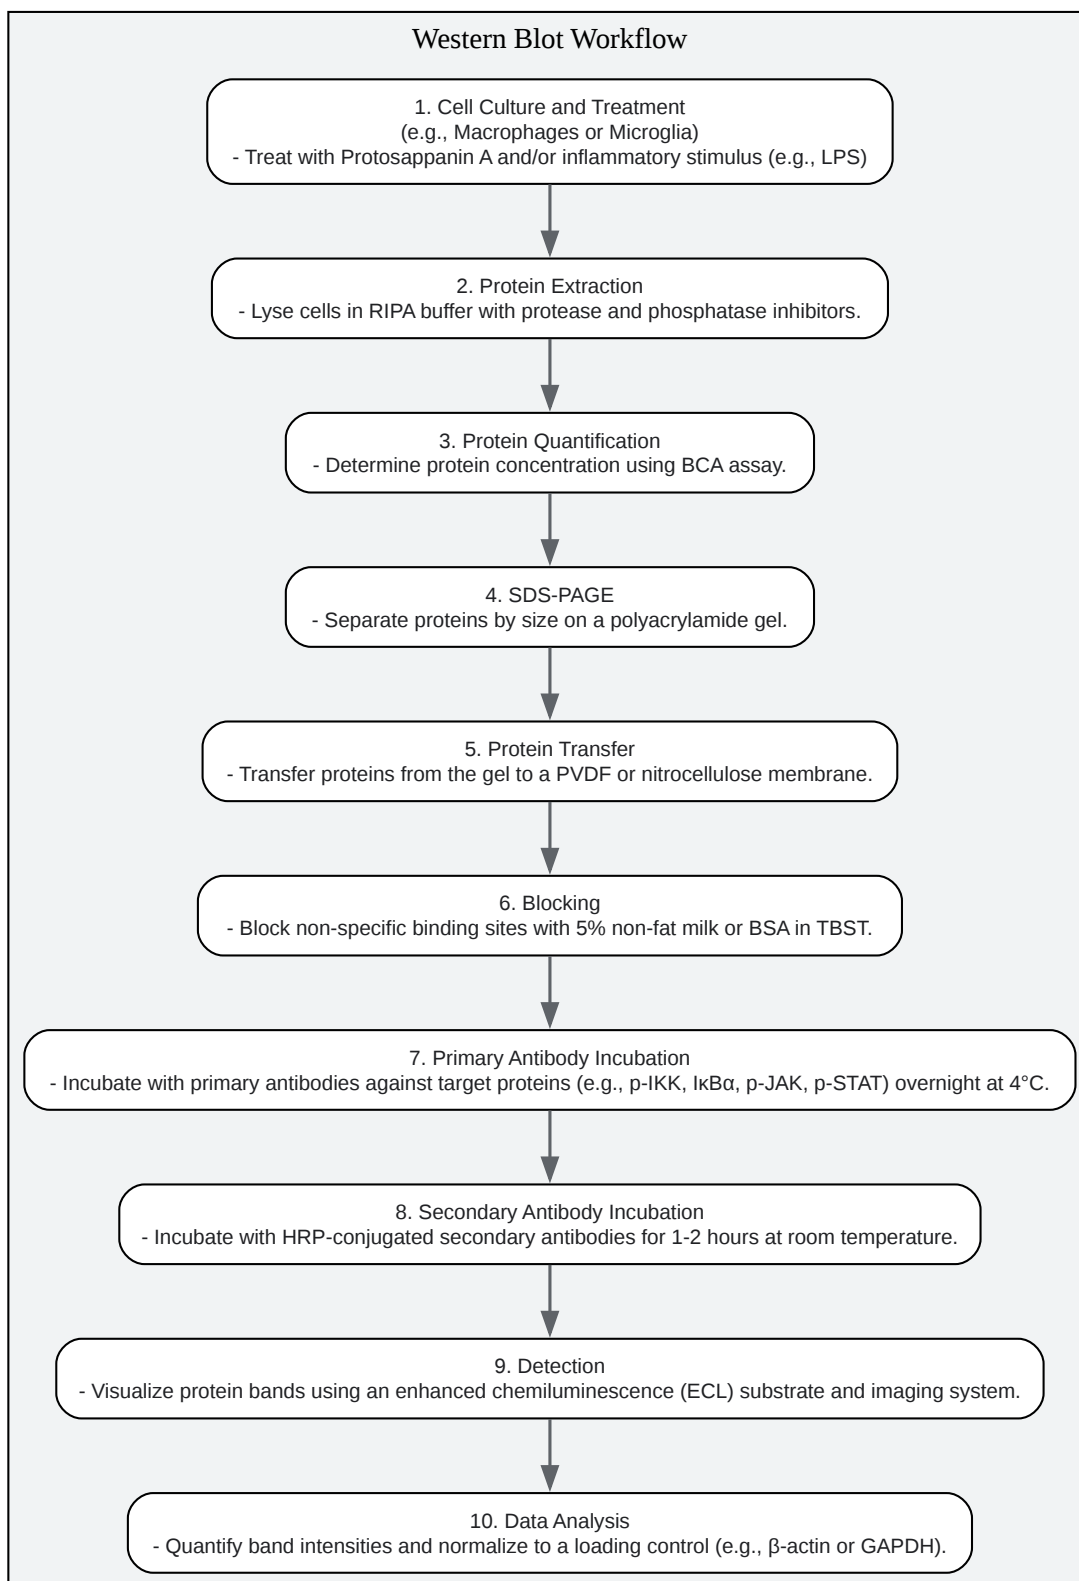 Western Blot Workflow
1. Cell Culture and Treatment
(e.g., Macrophages or Microglia)
- Treat with Protosappanin A and/or inflammatory stimulus (e.g., LPS)
2. Protein Extraction
- Lyse cells in RIPA buffer with protease and phosphatase inhibitors.
3. Protein Quantification
- Determine protein concentration using BCA assay.
4. SDS-PAGE
- Separate proteins by size on a polyacrylamide gel.
5. Protein Transfer
- Transfer proteins from the gel to a PVDF or nitrocellulose membrane.
6. Blocking
- Block non-specific binding sites with 5% non-fat milk or BSA in TBST.
7. Primary Antibody Incubation
- Incubate with primary antibodies against target proteins (e.g., p-IKK, IκBα, p-JAK, p-STAT) overnight at 4°C.
8. Secondary Antibody Incubation
- Incubate with HRP-conjugated secondary antibodies for 1-2 hours at room temperature.
9. Detection
- Visualize protein bands using an enhanced chemiluminescence (ECL) substrate and imaging system.
10. Data Analysis
- Quantify band intensities and normalize to a loading control (e.g., β-actin or GAPDH).